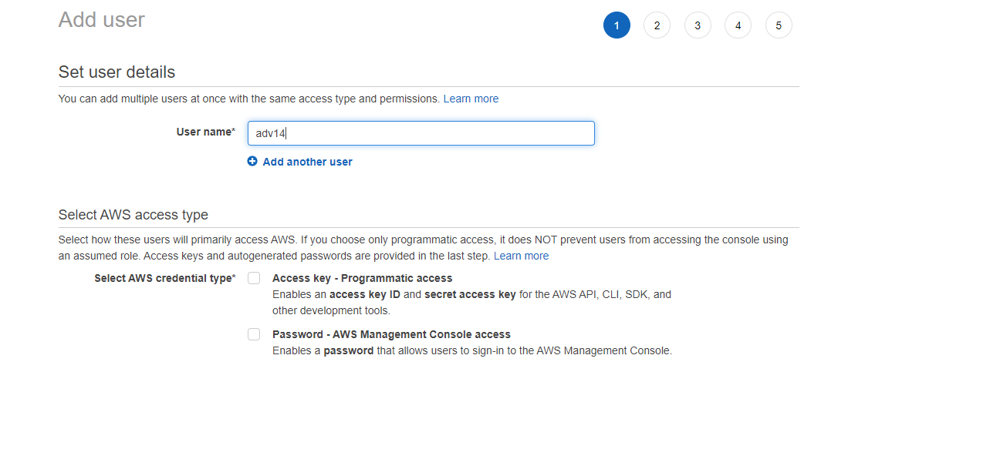 Add user
1 2 3 4 5
Set user details
You can add multiple users at once with the same access type and permissions. Learn more
User name* adv14
Add another user
Select AWS access type
Select how these users will primarily access AWS. If you choose only programmatic access, it does NOT prevent users from accessing the console using
an assumed role. Access keys and autogenerated passwords are provided in the last step. Learn more
Select AWS credential type* Access key - Programmatic access
Enables an access key ID and secret access key for the AWS API, CLI, SDK, and
other development tools.
Password - AWS Management Console access
Enables a password that allows users to sign-in to the AWS Management Console.